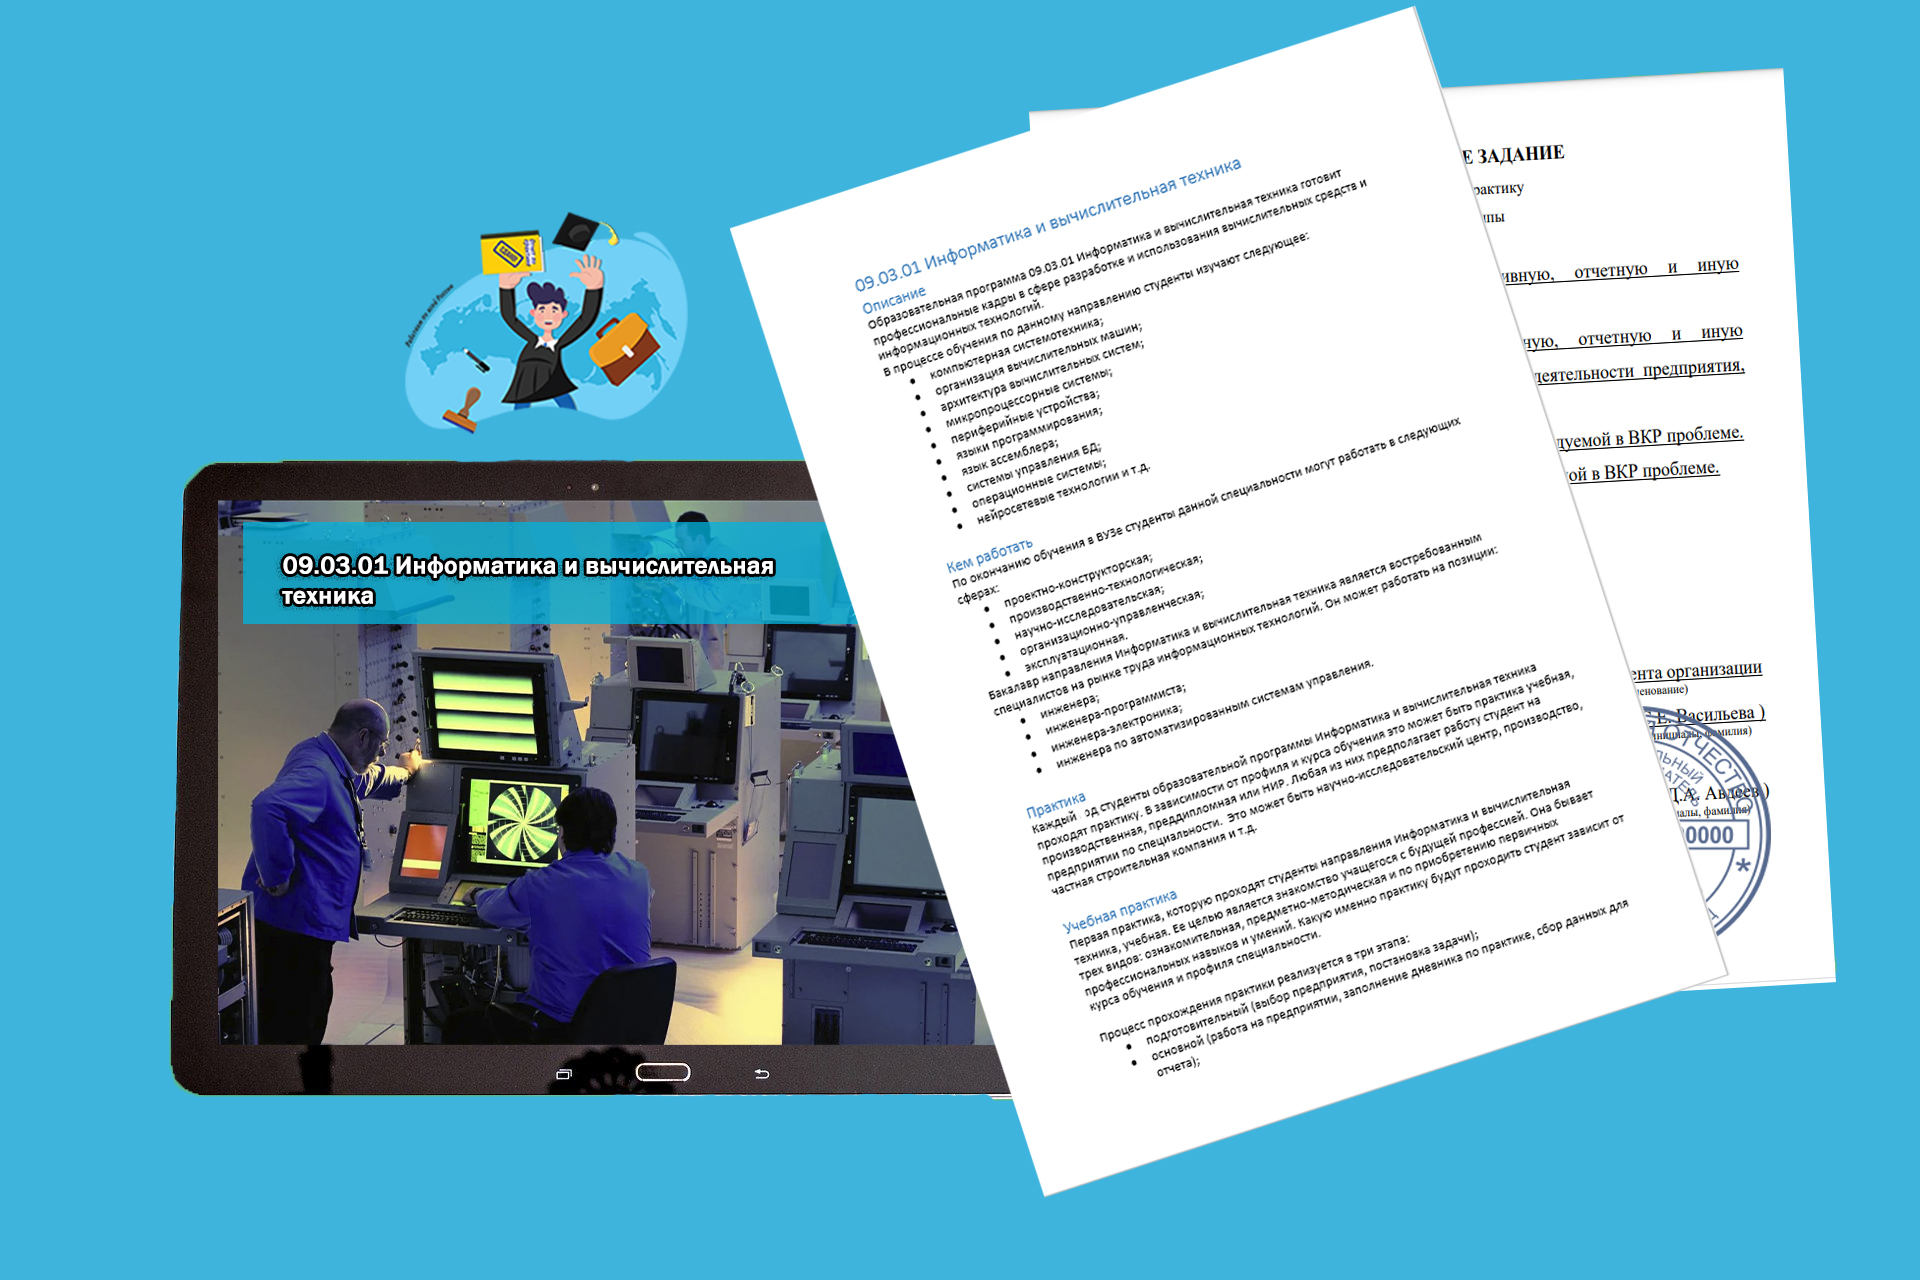 Работаем по всей России
09.03.01 Информатика и вычислительная
техника
09.03.01 Информатика и вычислительная техника
Описание
Образовательная программа 09.03.01 Информатика и вычислительная техника готовит
профессиональные кадры в сфере разработке и использования вычислительных средств и
информационных технологий.
В процессе обучения по данному направлению студенты изучают следующее:
• компьютерная системотехника;
• организация вычислительных машин;
• архитектура вычислительных систем;
• микропроцессорные системы;
• периферийные устройства;
• языки программирования;
• язык ассемблера;
• системы управления БД;
• операционные системы;
• нейросетевые технологии и т.д.
Кем работать
По окончанию обучения в ВУЗе студенты данной специальности могут работать в следующих
сферах:
• проектно-конструкторская;
• производственно-технологическая;
• научно-исследовательская;
• организационно-управленческая;
• эксплуатационная.
Бакалавр направления Информатика и вычислительная техника является востребованным
специалистов на рынке труда информационных технологий. Он может работать на позиции:
• инженера;
• инженера-программиста;
• инженера-электроника;
• инженера по автоматизированным системам управления.
Практика
Каждый од студенты образовательной программы Информатика и вычислительная техника
проходят практику. В зависимости от профиля и курса обучения это может быть практика учебная,
производственная, преддипломная или НИР. Любая из них предполагает работу студент на
предприятии по специальности. Это может быть научно-исследовательский центр, производство,
частная строительная компания и т.д.
Учебная практика
Первая практика, которую проходят студенты направления Информатика и вычислительная
техника, учебная. Ее целью является знакомство учащегося с будущей профессией. Она бывает
трех видов: ознакомительная, предметно-методическая и по приобретению первичных
профессиональных навыков и умений. Какую именно практику будут проходить студент зависит от
курса обучения и профиля специальности.
Процесс прохождения практики реализуется в три этапа:
• подготовительный (выбор предприятия, постановка задачи);
• основной (работа на предприятии, заполнение дневника по практике, сбор данных для
отчета);
Е ЗАДАНИЕ
рактику
ппы
ивную, отчетную и иную
ную, отчетную и иную
деятельности предприятия,
дуемой в ВКР проблеме.
ой в ВКР проблеме.
ента организации
енование)
С.Е. Васильева )
инициалы, фамилия)
Д.А. Авдеев )
иалы, фамилия)
ОТЧЕСТВО
0000